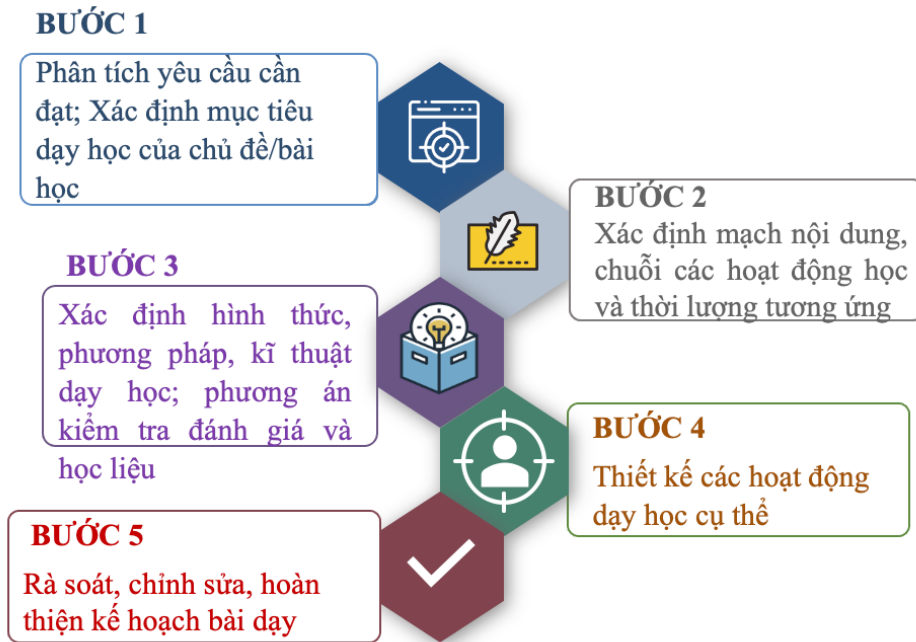 BƯỚC 1
Phân tích yêu cầu cần
đạt; Xác định mục tiêu
dạy học của chủ đề/bài
học
BƯỚC 2
Xác định mạch nội dung,
chuỗi các hoạt động học
và thời lượng tương ứng
BƯỚC 3
Xác định hình thức,
phương pháp, kĩ thuật
dạy học; phương án
kiểm tra đánh giá và
học liệu
BƯỚC 4
Thiết kế các hoạt động
dạy học cụ thể
BƯỚC 5
Rà soát, chỉnh sửa, hoàn
thiện kế hoạch bài dạy